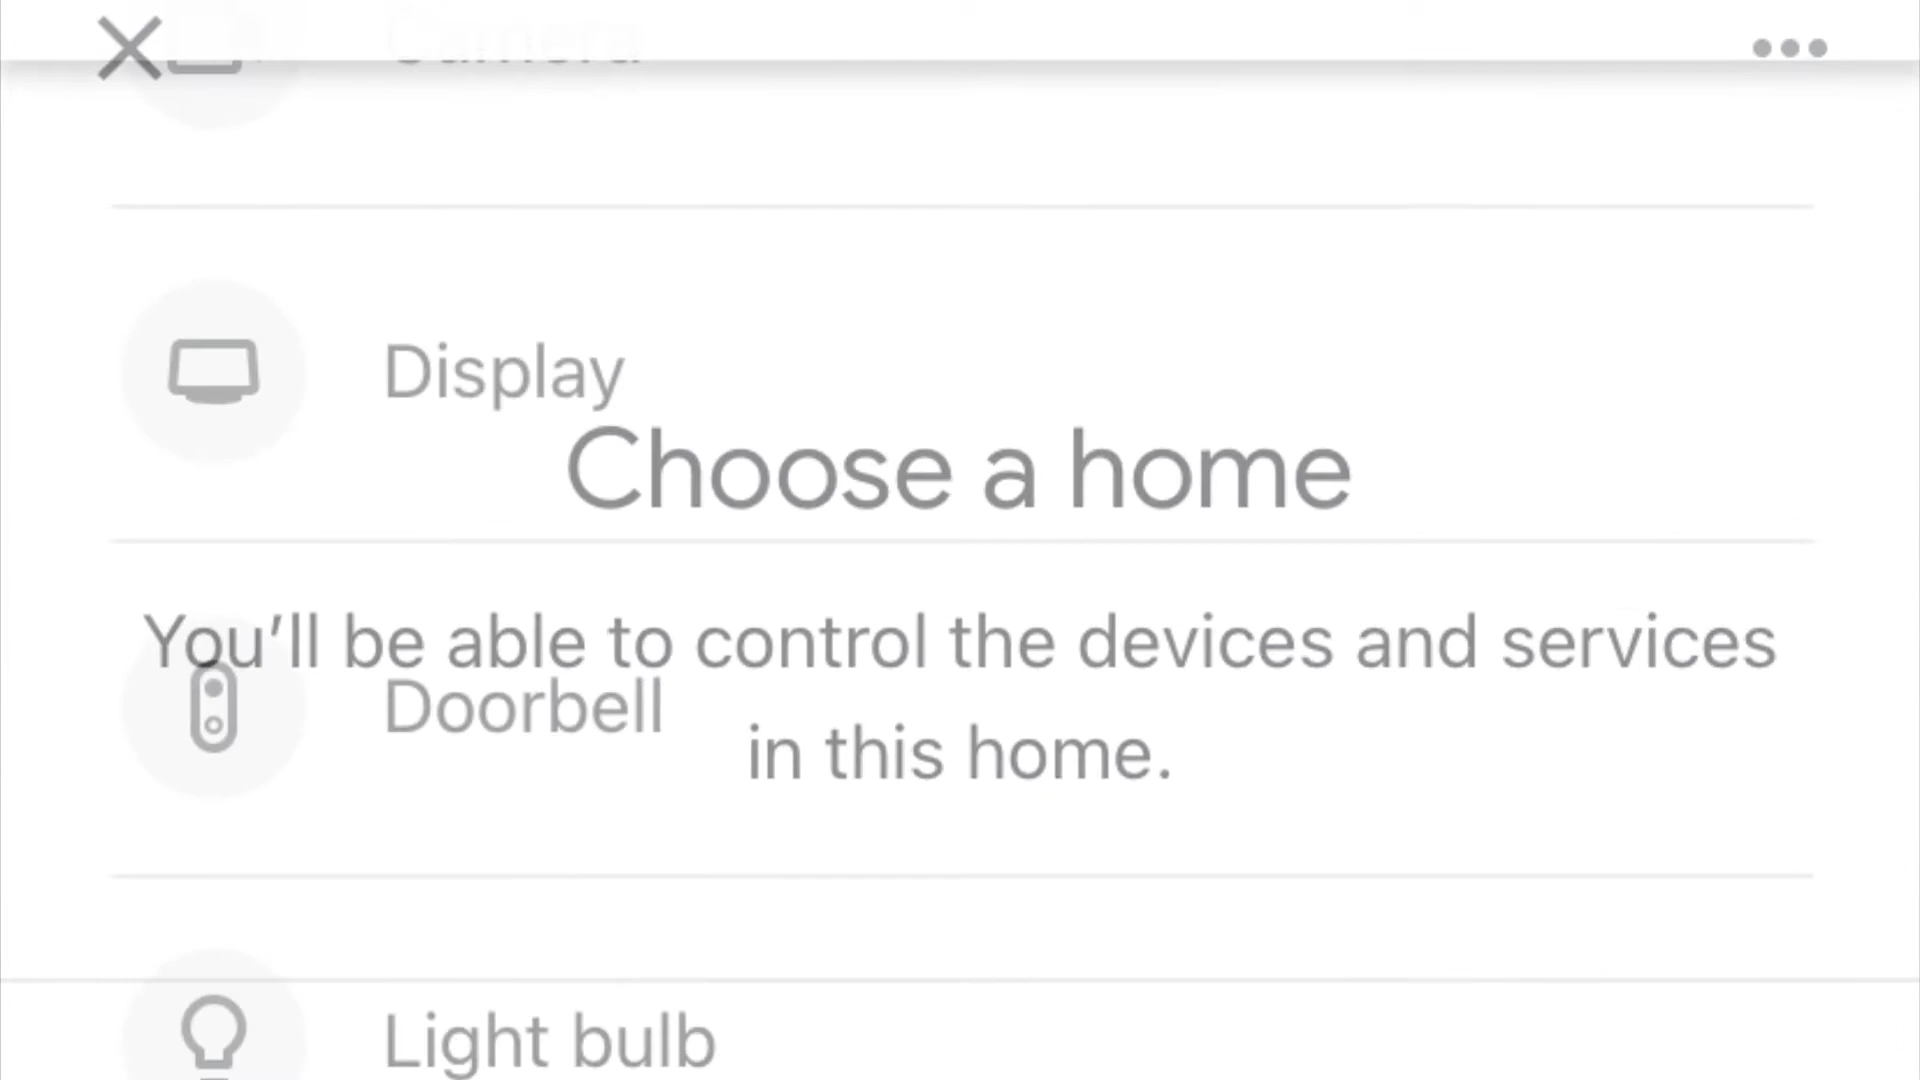 Camera
Display
Choose a home
You'll be able to control the devices and services
Doorbell
in this home.
Light bulb